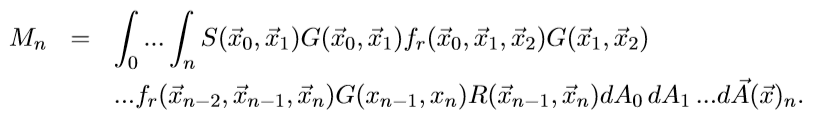 M_n = ∫_0 ... ∫_n S(x⃗_0, x⃗_1)G(x⃗_0, x⃗_1)f_r(x⃗_0, x⃗_1, x⃗_2)G(x⃗_1, x⃗_2)
...f_r(x⃗_{n−2}, x⃗_{n−1}, x⃗_n)G(x_{n−1}, x_n)R(x⃗_{n−1}, x⃗_n)dA_0 dA_1 ...dA⃗(x⃗)_n.